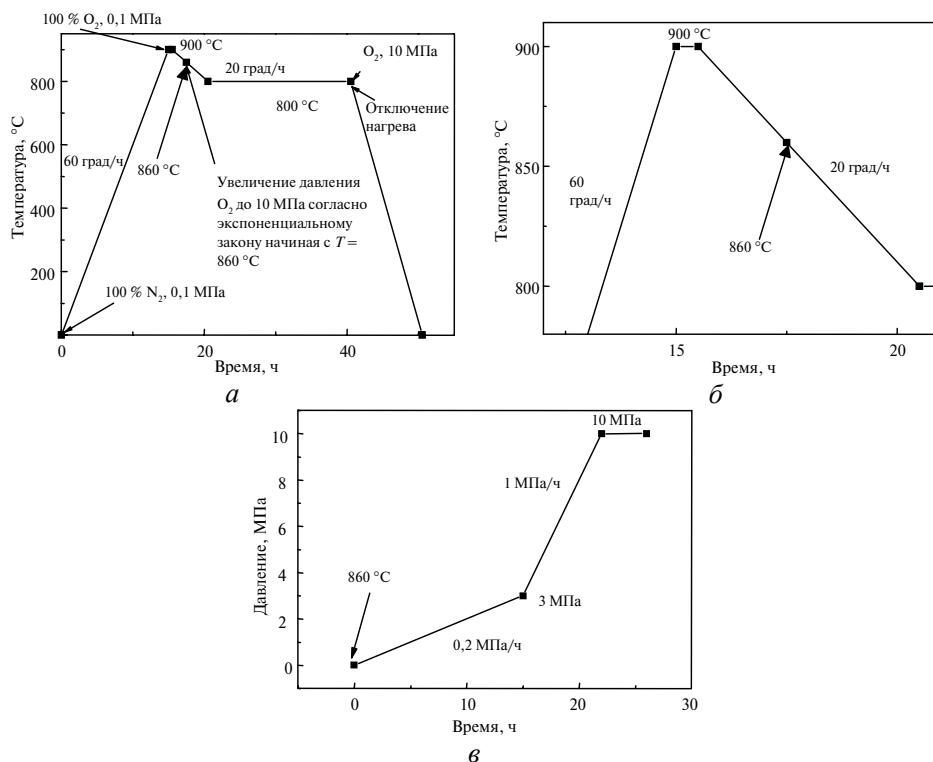 100 % O₂, 0,1 МПа
900 °C
O₂, 10 МПа
20 град/ч
800 °C
Отключение
нагрева
60 град/ч
860 °C
Увеличение давления
O₂ до 10 МПа согласно
экспоненциальному
закону начиная с T =
860 °C
100 % N₂, 0,1 МПа
Температура, °C
800
600
400
200
0
0
20
40
Время, ч
а
900 °C
60
град/ч
20 град/ч
860 °C
Температура, °C
900
850
800
15
20
Время, ч
б
10 МПа
1 МПа/ч
860 °C
3 МПа
0,2 МПа/ч
Давление, МПа
10
8
6
4
2
0
0
10
20
30
Время, ч
в